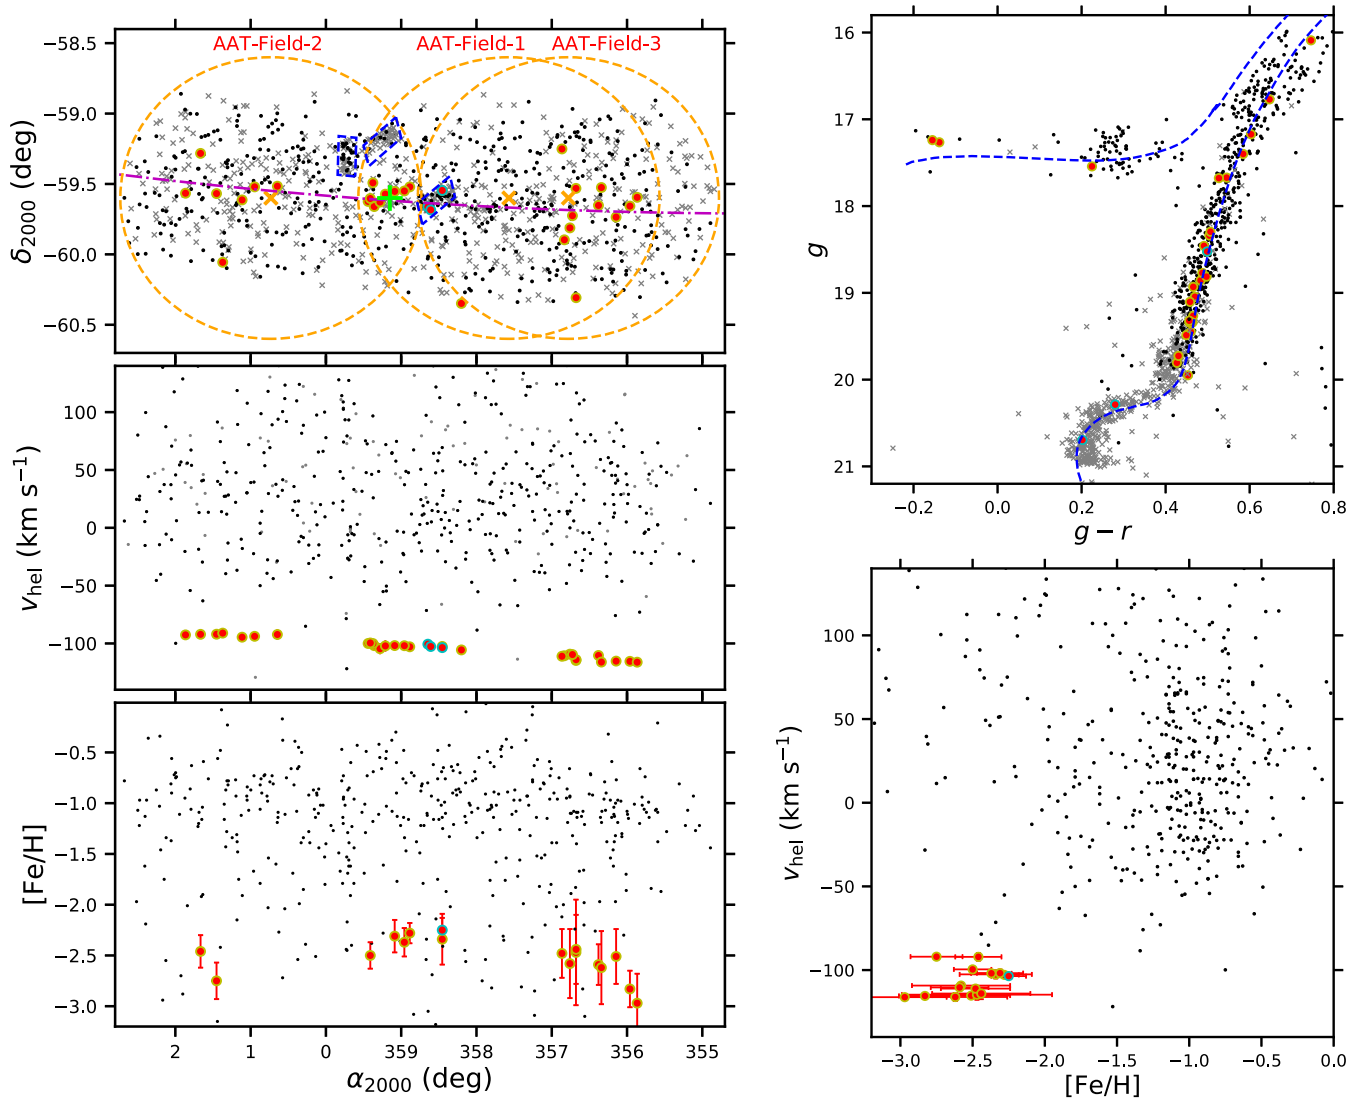 AAT-Field-2
AAT-Field-1
AAT-Field-3
−58.5
−59.0
−59.5
−60.0
−60.5
δ2000 (deg)
100
50
0
−50
−100
vhel (km s−1)
−0.5
−1.0
−1.5
−2.0
−2.5
−3.0
[Fe/H]
2 1 0 359 358 357 356 355
α2000 (deg)
16
17
18
19
20
21
g
−0.2 0.0 0.2 0.4 0.6 0.8
g − r
100
50
0
−50
−100
vhel (km s−1)
−3.0 −2.5 −2.0 −1.5 −1.0 −0.5 0.0
[Fe/H]